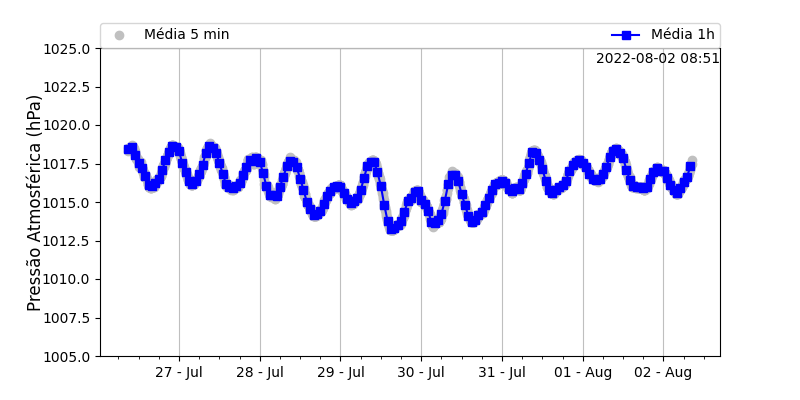 Média 5 min
Média 1h
2022-08-02 08:51
Pressão Atmosférica (hPa)
1025.0
1022.5
1020.0
1017.5
1015.0
1012.5
1010.0
1007.5
1005.0
27 - Jul
28 - Jul
29 - Jul
30 - Jul
31 - Jul
01 - Aug
02 - Aug